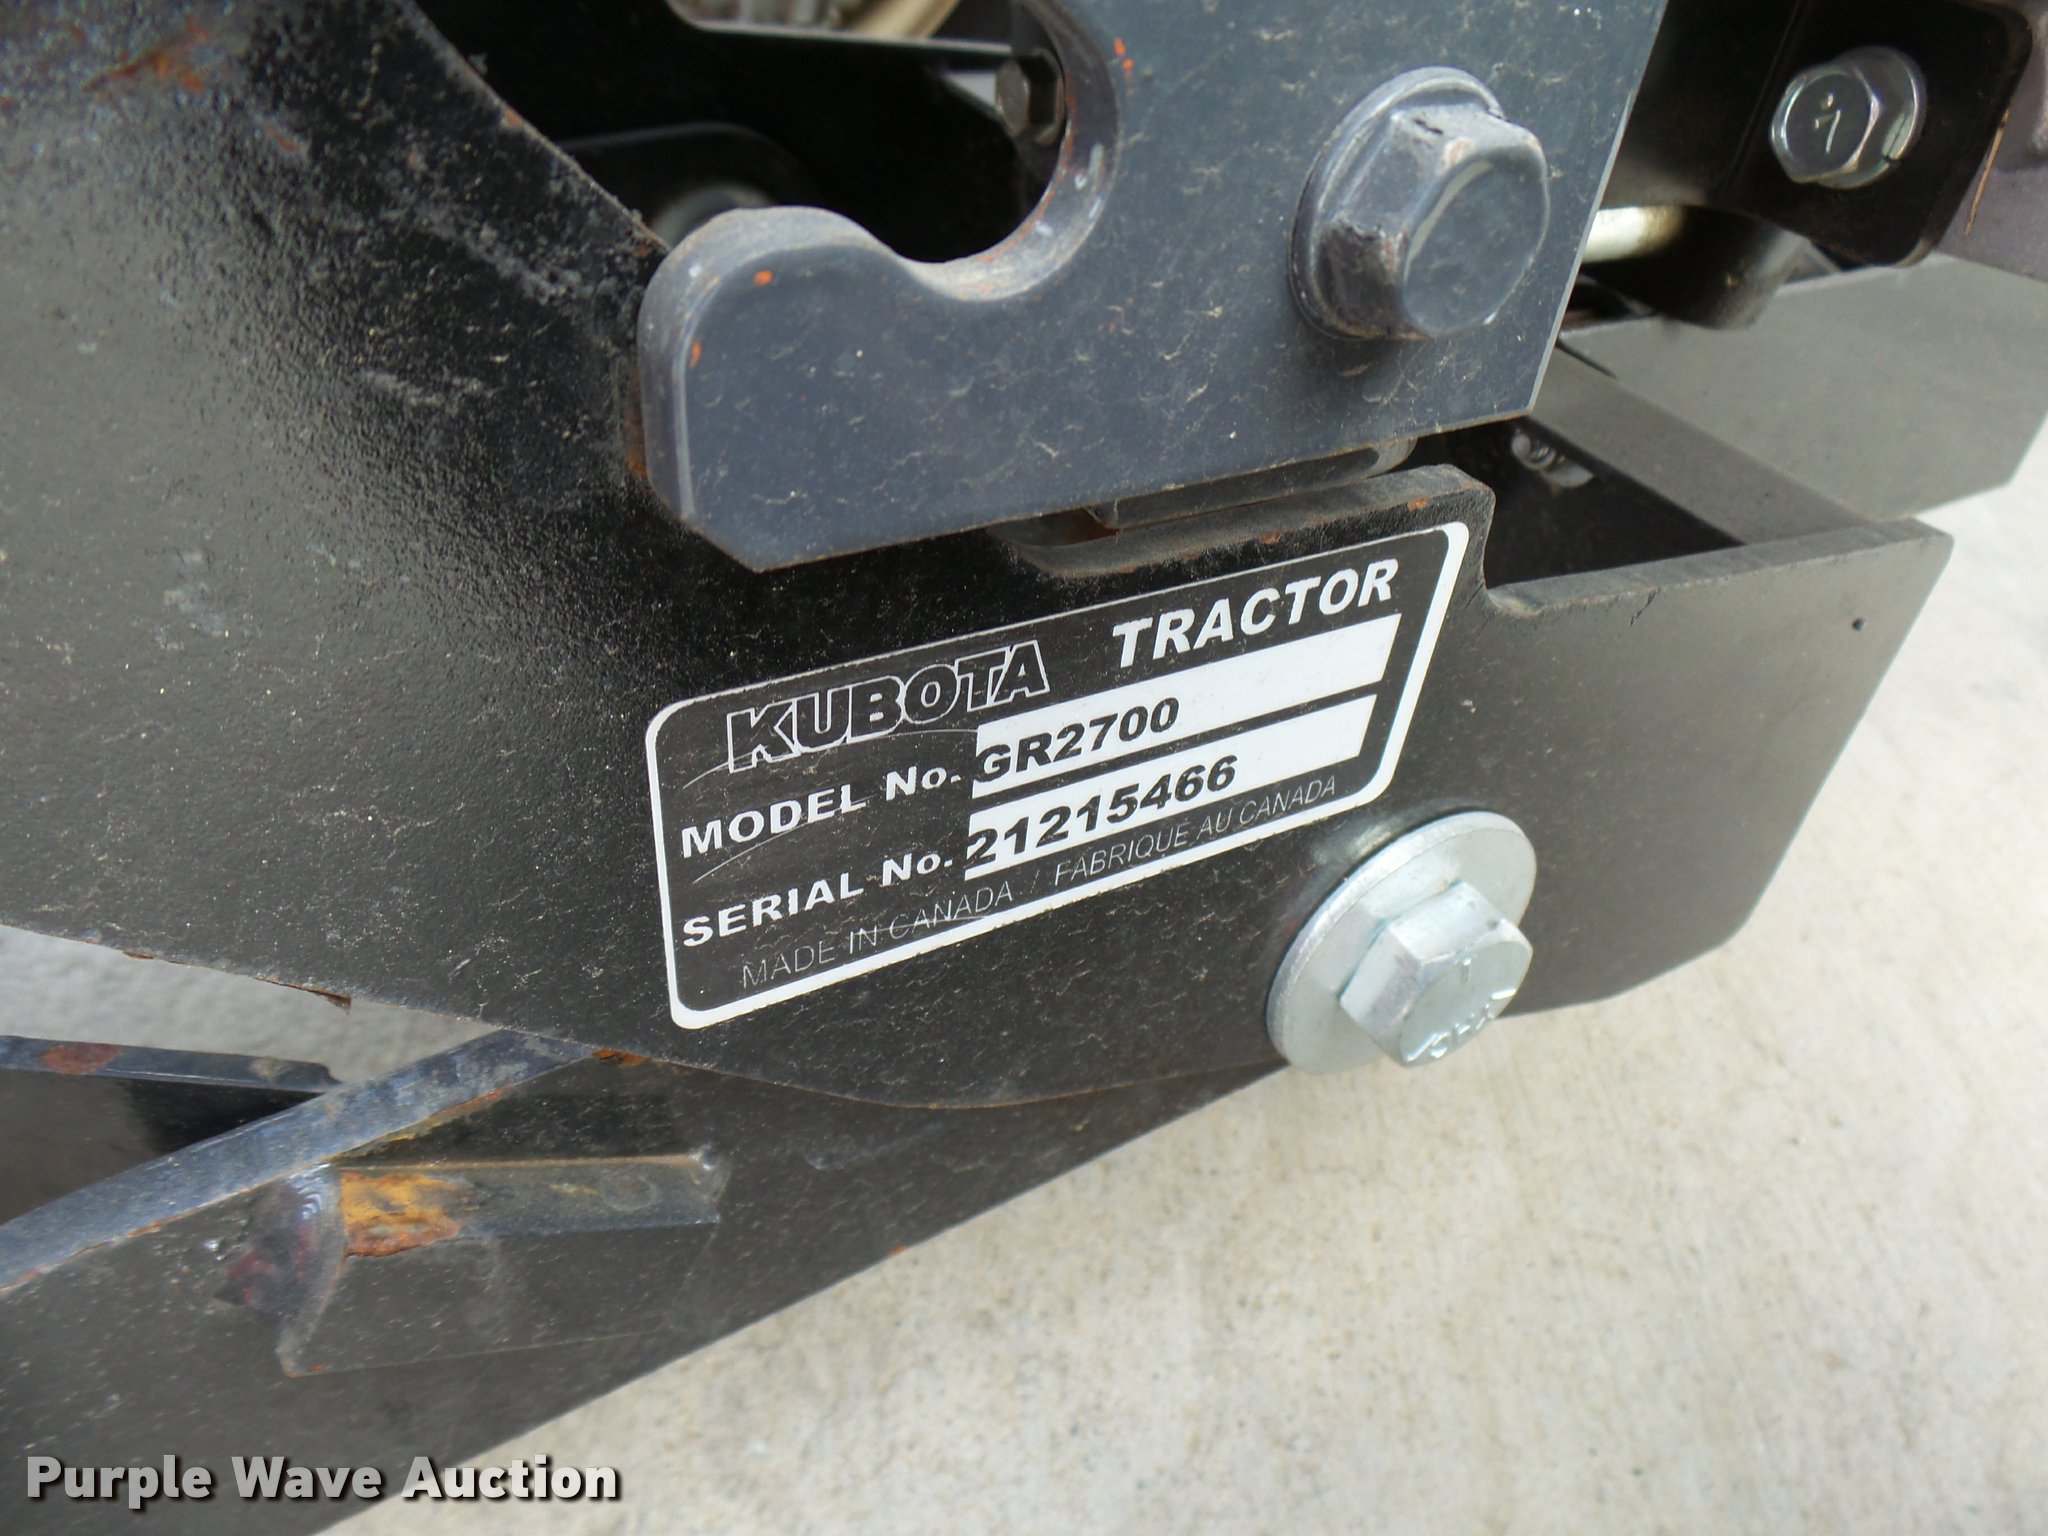 KUBOTA TRACTOR
MODEL No. GR2700
SERIAL No. 21215466
MADE IN CANADA / FABRIQUE AU CANADA
Purple Wave Auction